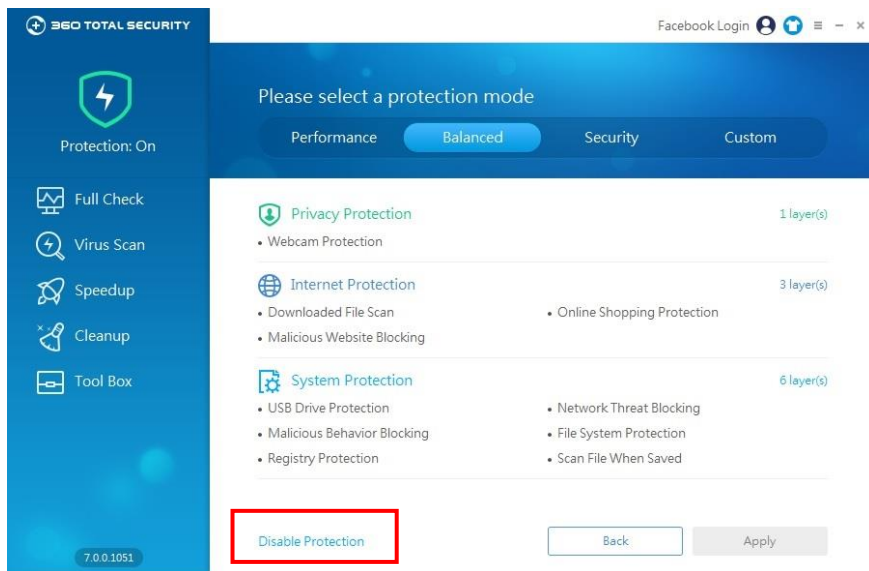 360 TOTAL SECURITY
Facebook Login
Protection: On
Full Check
Virus Scan
Speedup
Cleanup
Tool Box
7.0.0.1051
Please select a protection mode
Performance Balanced Security Custom
Privacy Protection 1 layer(s)
• Webcam Protection
Internet Protection 3 layer(s)
• Downloaded File Scan • Online Shopping Protection
• Malicious Website Blocking
System Protection 6 layer(s)
• USB Drive Protection • Network Threat Blocking
• Malicious Behavior Blocking • File System Protection
• Registry Protection • Scan File When Saved
Disable Protection Back Apply